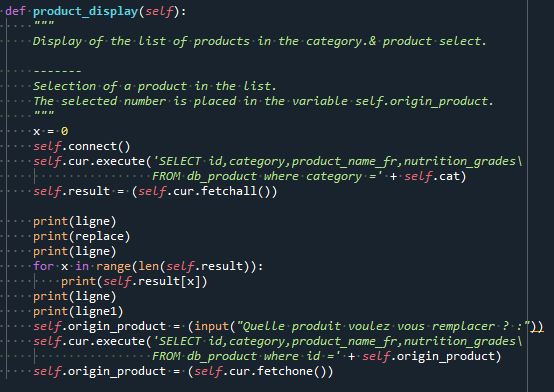 def product_display(self):
"""
Display of the list of products in the category.& product select.
-------
Selection of a product in the list.
The selected number is placed in the variable self.origin_product.
"""
x = 0
self.connect()
self.cur.execute('SELECT id,category,product_name_fr,nutrition_grades\
FROM db_product where category =' + self.cat)
self.result = (self.cur.fetchall())
print(ligne)
print(replace)
print(ligne)
for x in range(len(self.result)):
print(self.result[x])
print(ligne)
print(ligne1)
self.origin_product = (input("Quelle produit voulez vous remplacer ? :"))
self.cur.execute('SELECT id,category,product_name_fr,nutrition_grades\
FROM db_product where id =' + self.origin_product)
self.origin_product = (self.cur.fetchone())